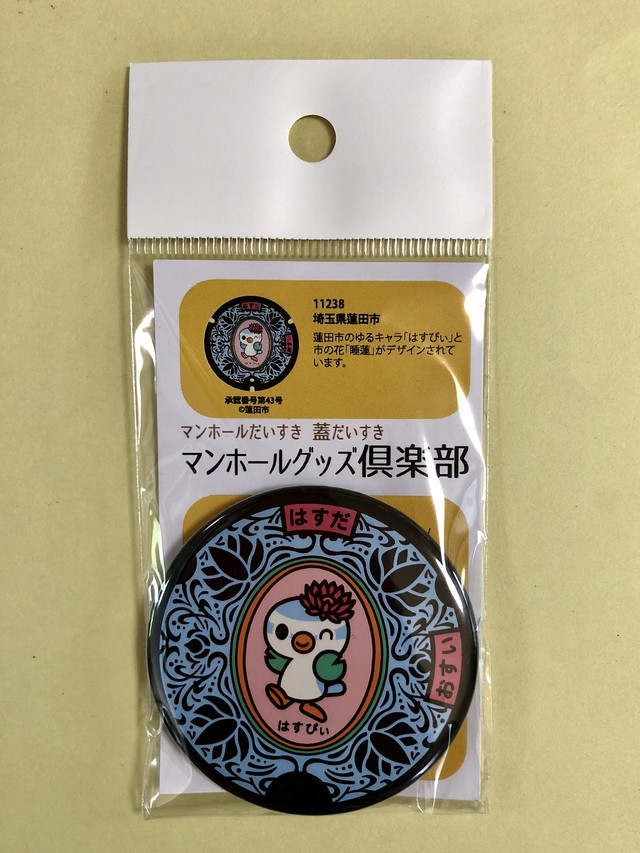 11238
埼玉県蓮田市
蓮田市のゆるキャラ「はすぴぃ」と
市の花「睡蓮」がデザインされて
います。
はすだ
承認番号第43号
©蓮田市
マンホールだいすき 蓋だいすき
マンホールグッズ倶楽部
はすだ
おすい
はすぴぃ